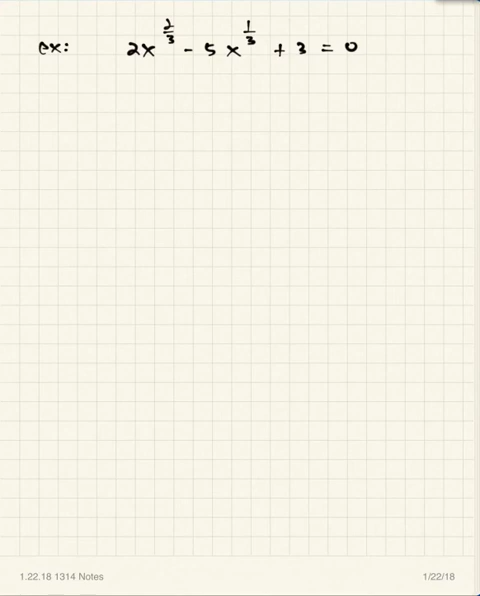 ex: 2x^{2/3} - 5x^{1/3} + 3 = 0
1.22.18 1314 Notes 1/22/18